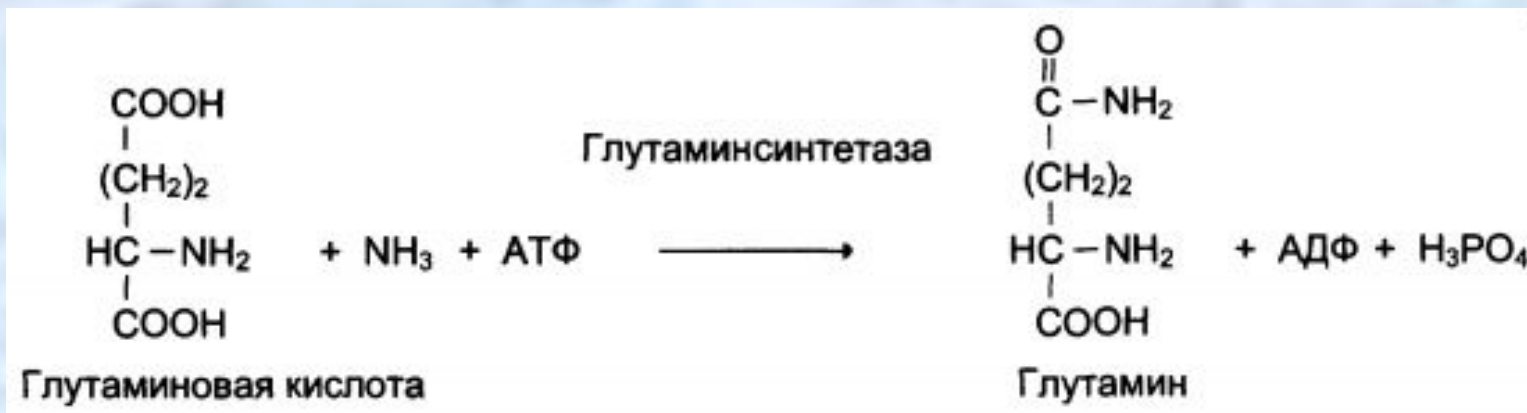 COOH
(CH₂)₂
HC–NH₂ + NH₃ + АТФ
COOH
Глутаминовая кислота
Глутаминсинтетаза
O
C–NH₂
(CH₂)₂
HC–NH₂ + АДФ + H₃PO₄
COOH
Глутамин